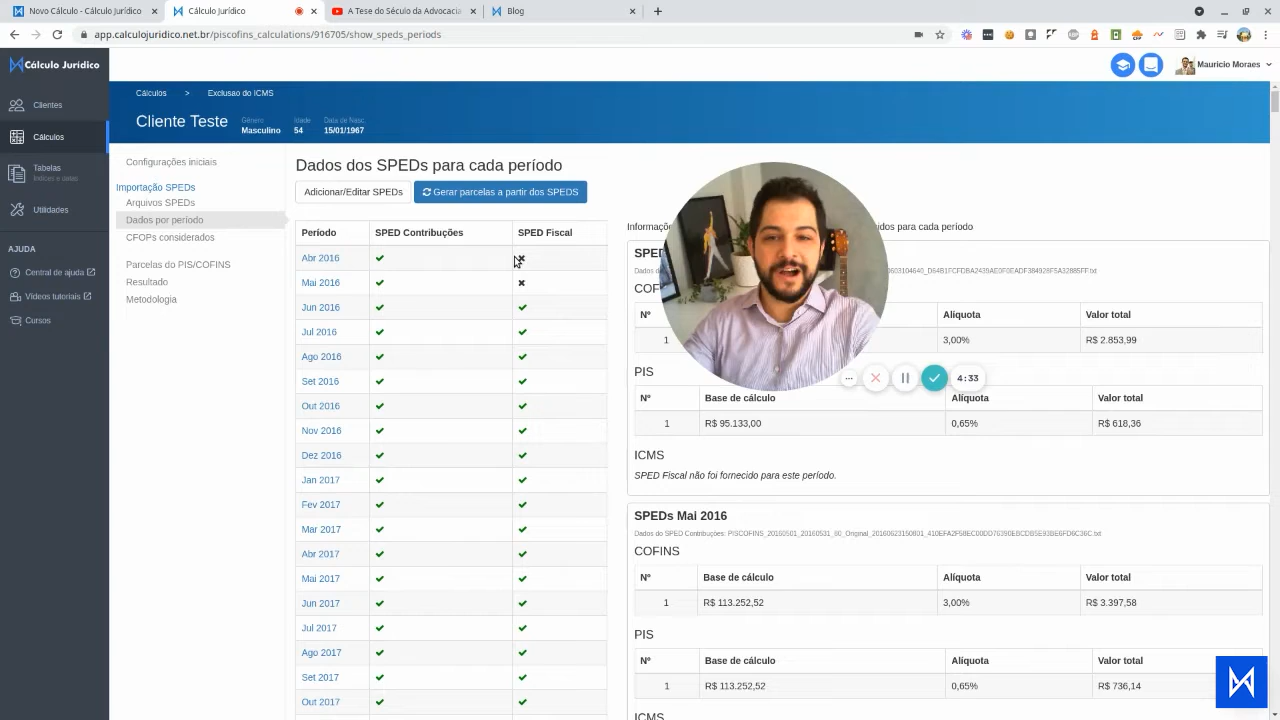 Novo Cálculo - Cálculo Jurídico
Cálculo Jurídico
A Tese do Século da Advocacia
Blog
app.calculojuridico.net.br/piscofins_calculations/916705/show_speds_periods
Cálculo Jurídico
Mauricio Moraes
Clientes
Cálculos
Tabelas
Índices e datas
Utilidades
AJUDA
Central de ajuda
Vídeos tutoriais
Cursos
Cálculos > Exclusao do ICMS
Cliente Teste
Gênero
Masculino
Idade
54
Data de Nasc.
15/01/1967
Configurações iniciais
Importação SPEDs
Arquivos SPEDs
Dados por período
CFOPs considerados
Parcelas do PIS/COFINS
Resultado
Metodologia
Dados dos SPEDs para cada período
Adicionar/Editar SPEDs
Gerar parcelas a partir dos SPEDS
Período SPED Contribuções SPED Fiscal
Abr 2016
Mai 2016
Jun 2016
Jul 2016
Ago 2016
Set 2016
Out 2016
Nov 2016
Dez 2016
Jan 2017
Fev 2017
Mar 2017
Abr 2017
Mai 2017
Jun 2017
Jul 2017
Ago 2017
Set 2017
Out 2017
idos para cada período
Nº Aliquota Valor total
1 3,00% R$ 2.853,99
PIS
4:33
Nº Base de cálculo Alíquota Valor total
1 R$ 95.133,00 0,65% R$ 618,36
ICMS
SPED Fiscal não foi fornecido para este período.
SPEDs Mai 2016
Dados do SPED Contribuções:
COFINS
Nº Base de cálculo Alíquota Valor total
1 R$ 113.252,52 3,00% R$ 3.397,58
PIS
Nº Base de cálculo Alíquota Valor total
1 R$ 113.252,52 0,65% R$ 736,14
ICMS